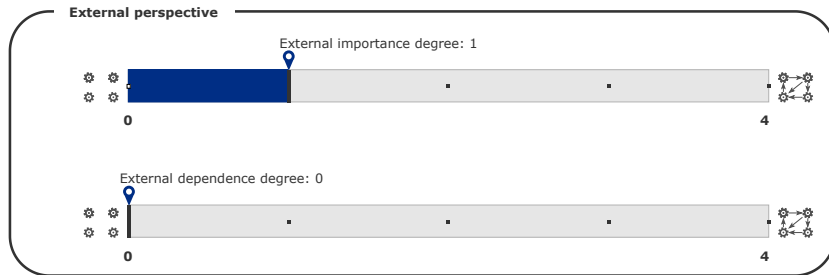 External perspective
External importance degree: 1
0 4
External dependence degree: 0
0 4